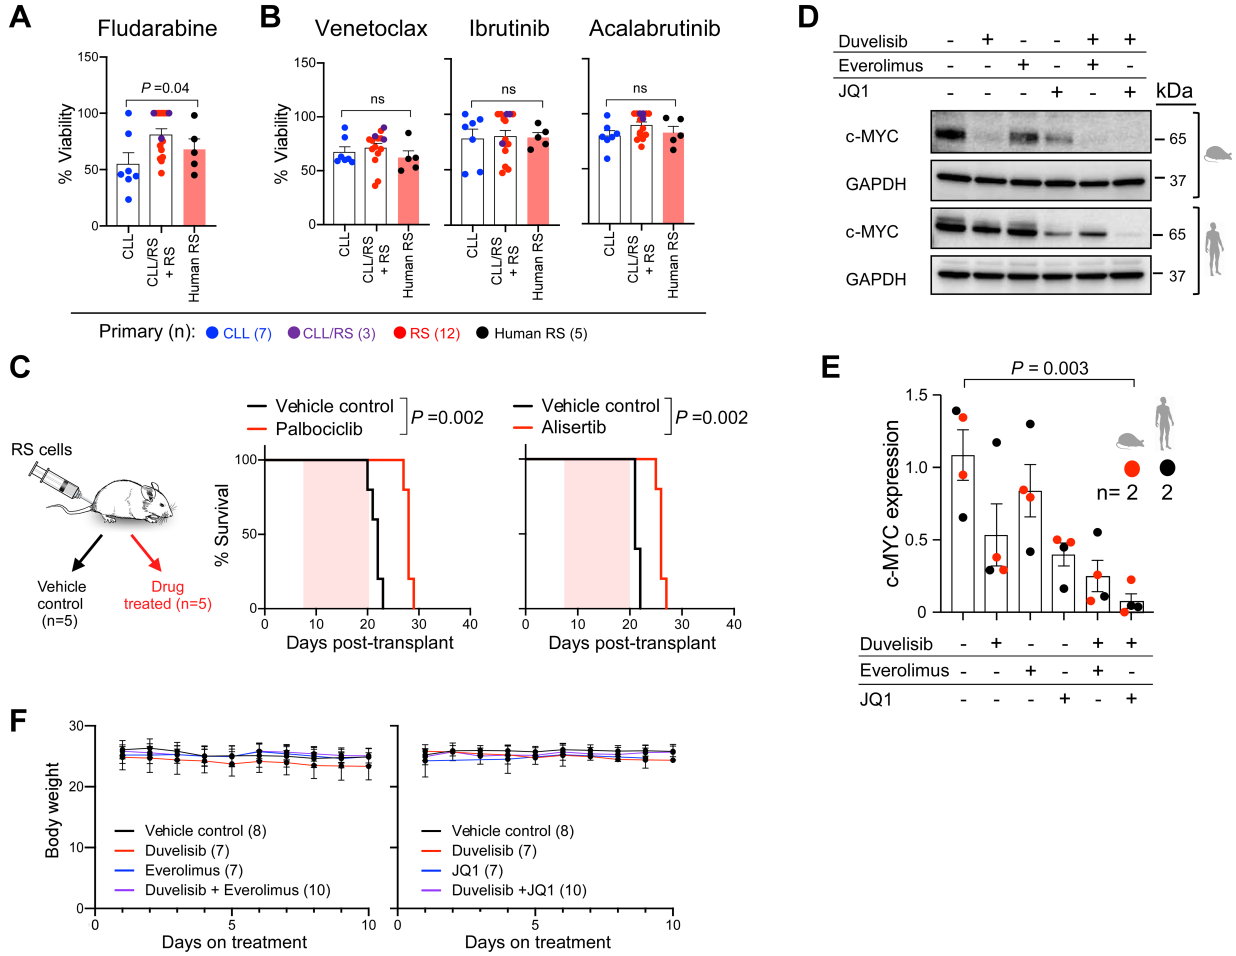 A
Fludarabine
% Viability
150
100
50
0
P =0.04
CLL
CLL/RS
+ RS
Human RS
B
Venetoclax
Ibrutinib
Acalabrutinib
% Viability
150
100
50
0
ns
ns
ns
CLL
CLL/RS
+ RS
Human RS
CLL
CLL/RS
+ RS
Human RS
CLL
CLL/RS
+ RS
Human RS
Primary (n):
CLL (7)
CLL/RS (3)
RS (12)
Human RS (5)
C
RS cells
Vehicle
control
(n=5)
Drug
treated (n=5)
Vehicle control
Palbociclib
P =0.002
% Survival
100
50
0
0 10 20 30 40
Days post-transplant
Vehicle control
Alisertib
P =0.002
0 10 20 30 40
Days post-transplant
D
Duvelisib - + - - + +
Everolimus - - + - + -
JQ1 - - - + - +
kDa
c-MYC
65
GAPDH
37
c-MYC
65
GAPDH
37
E
P = 0.003
c-MYC expression
1.5
1.0
0.5
0
n= 2 2
Duvelisib - + - - + +
Everolimus - - + - + -
JQ1 - - - + - +
F
Body weight
30
20
10
0
Vehicle control (8)
Duvelisib (7)
Everolimus (7)
Duvelisib + Everolimus (10)
0 5 10
Days on treatment
Vehicle control (8)
Duvelisib (7)
JQ1 (7)
Duvelisib +JQ1 (10)
0 5 10
Days on treatment